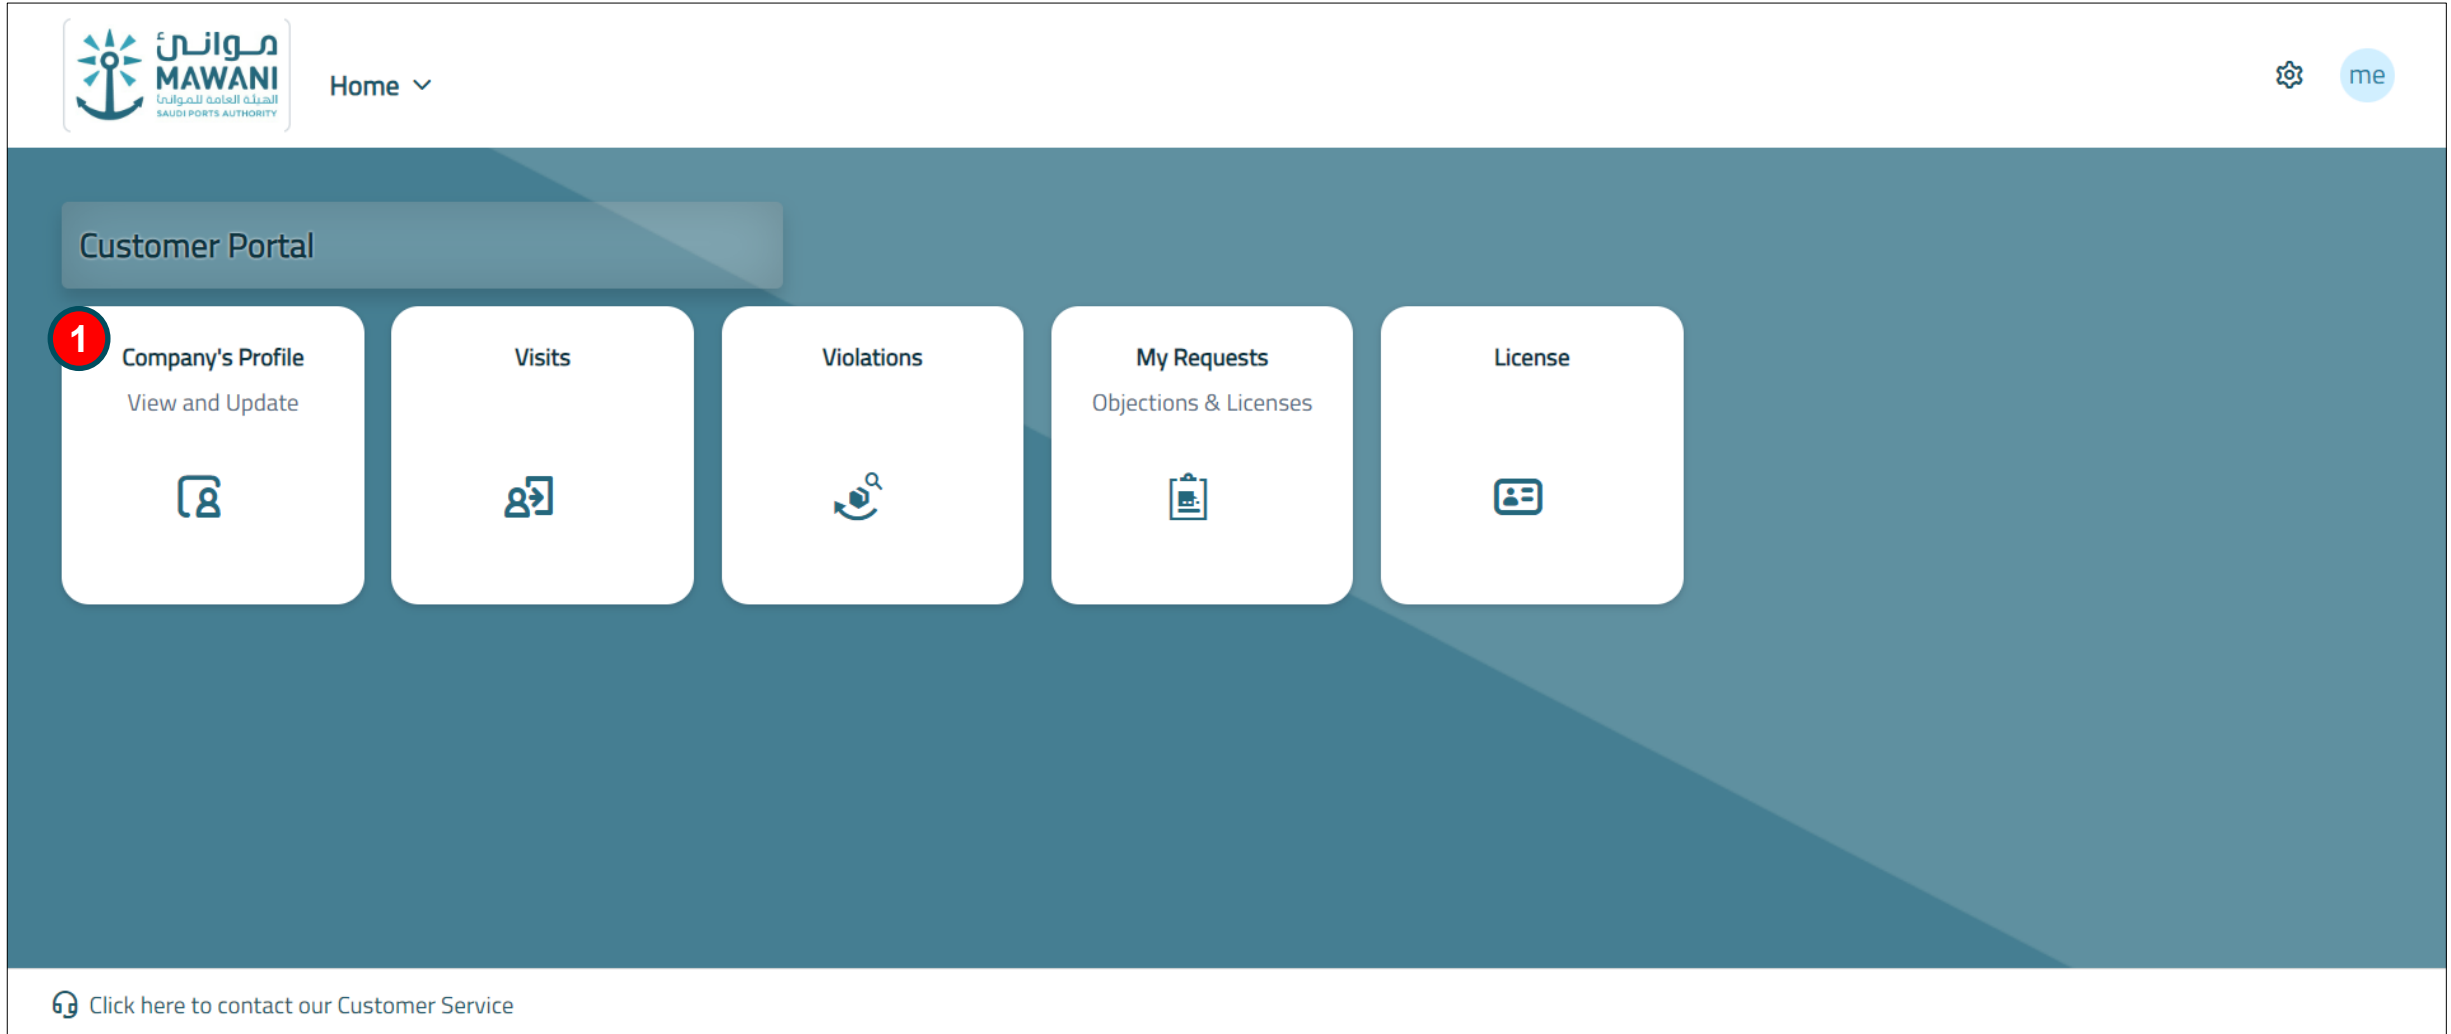 موانئ
MAWANI
الهيئة العامة للموانئ
SAUDI PORTS AUTHORITY
Home
me
Customer Portal
1
Company's Profile
View and Update
Visits
Violations
My Requests
Objections & Licenses
License
Click here to contact our Customer Service